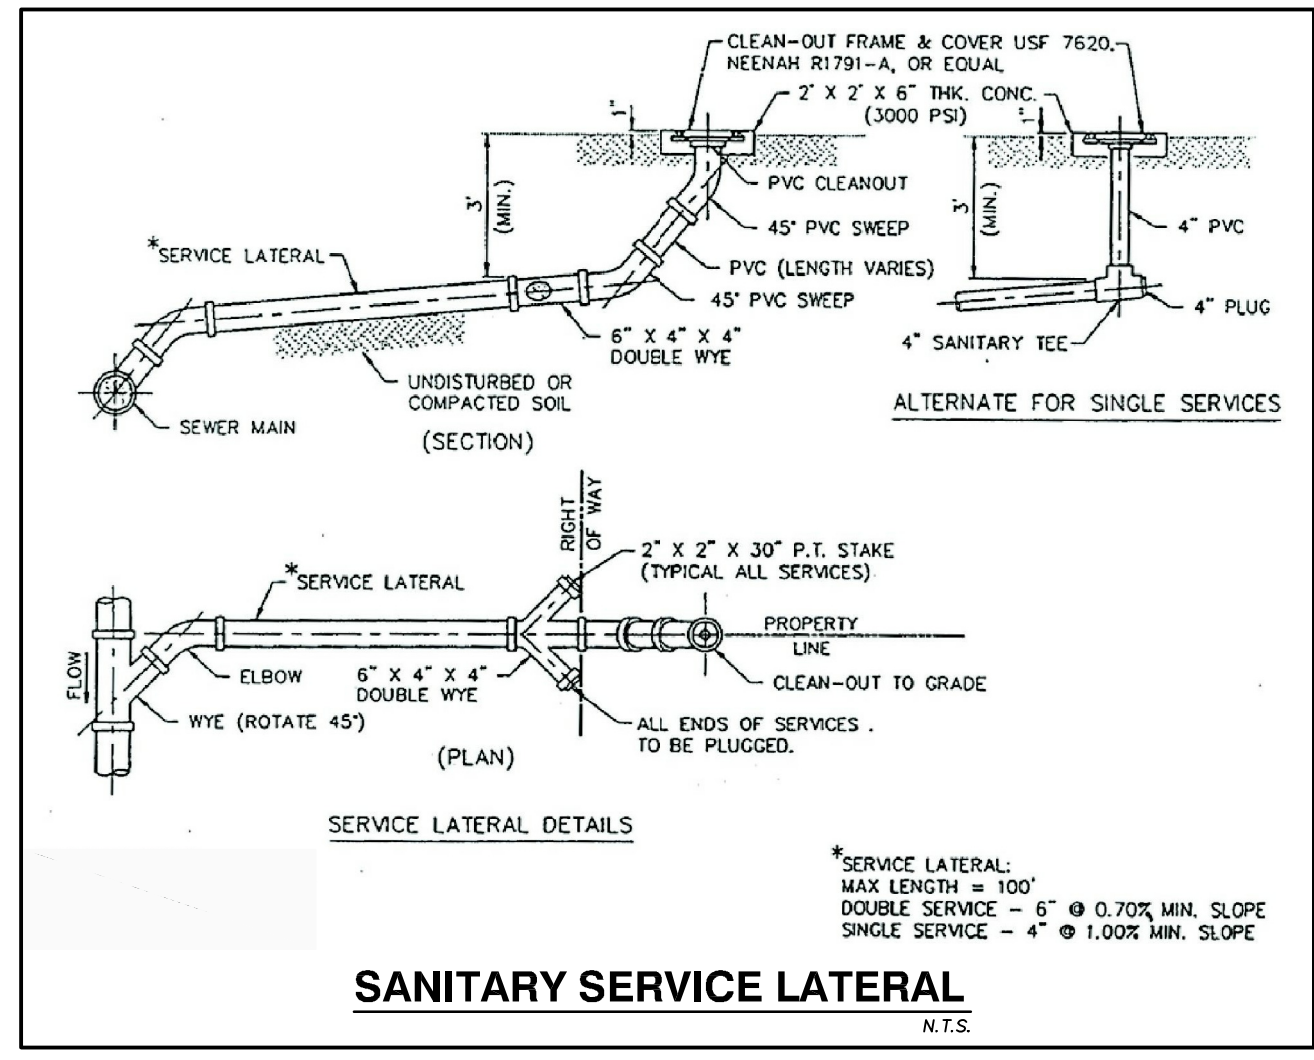 CLEAN-OUT FRAME & COVER USF 7620.
NEENAH R1791-A, OR EQUAL
2' X 2' X 6" THK. CONC.
(3000 PSI)
1"
1"
3'
(MIN.)
PVC CLEANOUT
45° PVC SWEEP
PVC (LENGTH VARIES)
45° PVC SWEEP
*SERVICE LATERAL
6" X 4" X 4"
DOUBLE WYE
UNDISTURBED OR
COMPACTED SOIL
SEWER MAIN
(SECTION)
3'
(MIN.)
4" PVC
4" PLUG
4" SANITARY TEE
ALTERNATE FOR SINGLE SERVICES
RIGHT
OF WAY
2" X 2" X 30" P.T. STAKE
(TYPICAL ALL SERVICES)
*SERVICE LATERAL
PROPERTY
LINE
FLOW
ELBOW
6" X 4" X 4"
DOUBLE WYE
CLEAN-OUT TO GRADE
WYE (ROTATE 45°)
ALL ENDS OF SERVICES .
TO BE PLUGGED.
(PLAN)
SERVICE LATERAL DETAILS
*SERVICE LATERAL:
MAX LENGTH = 100'
DOUBLE SERVICE - 6" @ 0.70% MIN. SLOPE
SINGLE SERVICE - 4" @ 1.00% MIN. SLOPE
SANITARY SERVICE LATERAL
N.T.S.